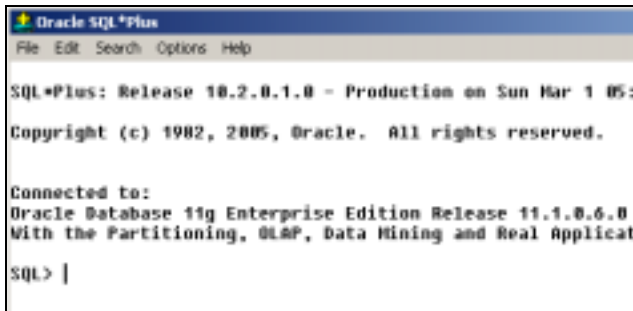 Oracle SQL*Plus
File Edit Search Options Help
SQL*Plus: Release 10.2.0.1.0 - Production on Sun Mar 1 05:
Copyright (c) 1982, 2005, Oracle. All rights reserved.
Connected to:
Oracle Database 11g Enterprise Edition Release 11.1.0.6.0
With the Partitioning, OLAP, Data Mining and Real Applicat
SQL>